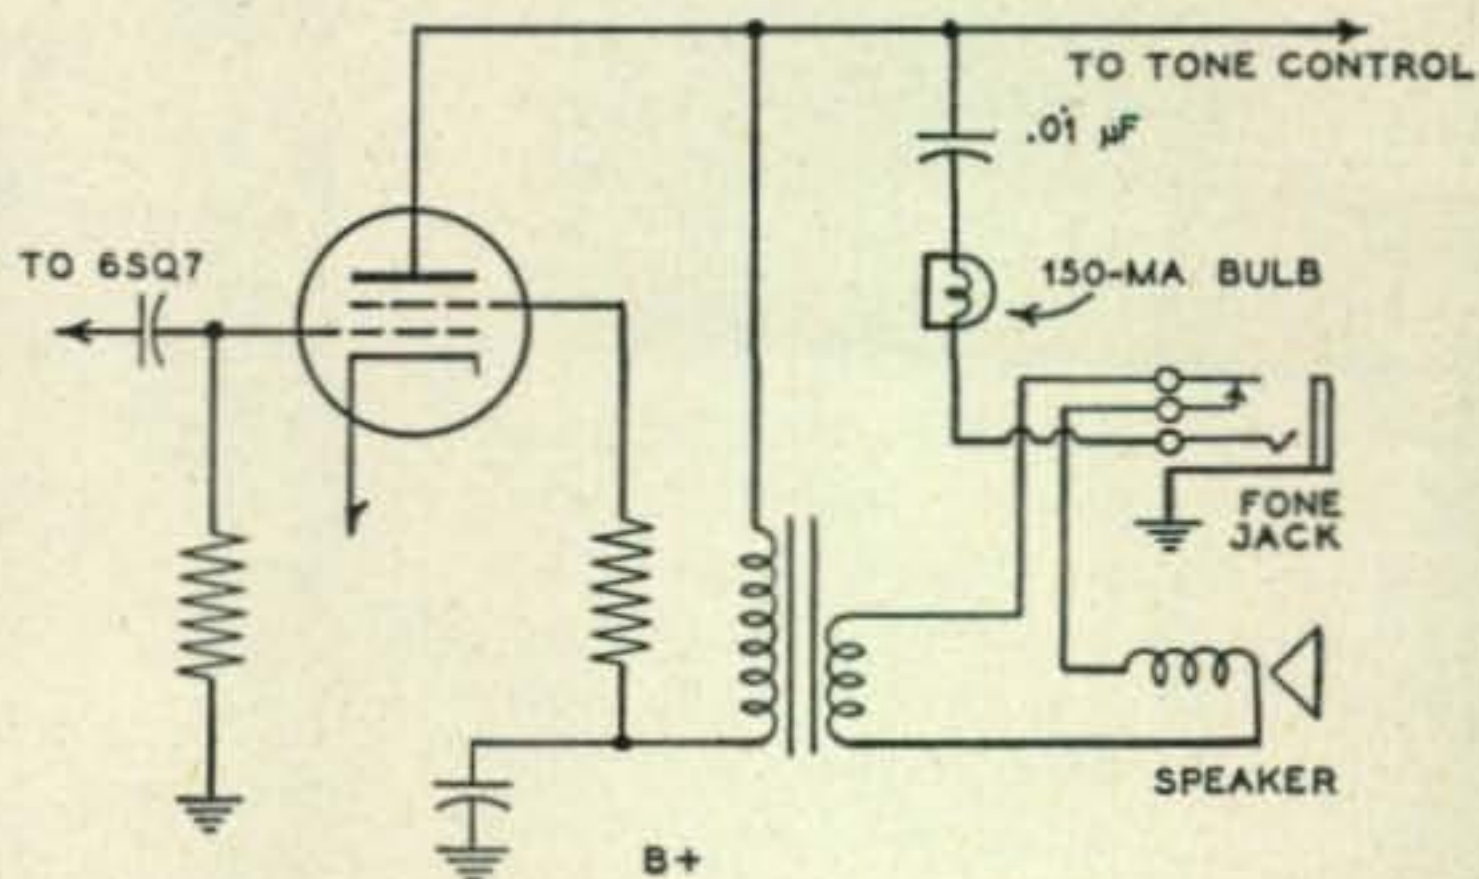 TO TONE CONTROL
.01 µF
TO 6SQ7
150-MA BULB
FONE
JACK
SPEAKER
B+